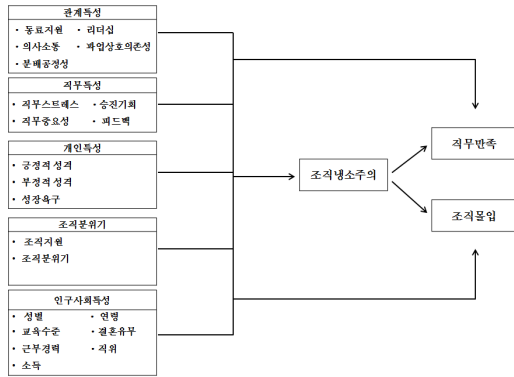 관계특성
• 동료지원 • 리더십
• 의사소통 • 과업상호의존성
• 분배공정성
직무특성
• 직무스트레스 • 승진기회
• 직무중요성 • 피드백
개인특성
• 긍정적 성격
• 부정적 성격
• 성장욕구
조직분위기
• 조직지원
• 조직분위기
인구사회특성
• 성별 • 연령
• 교육수준 • 결혼유무
• 근무경력 • 직위
• 소득
조직냉소주의
직무만족
조직몰입